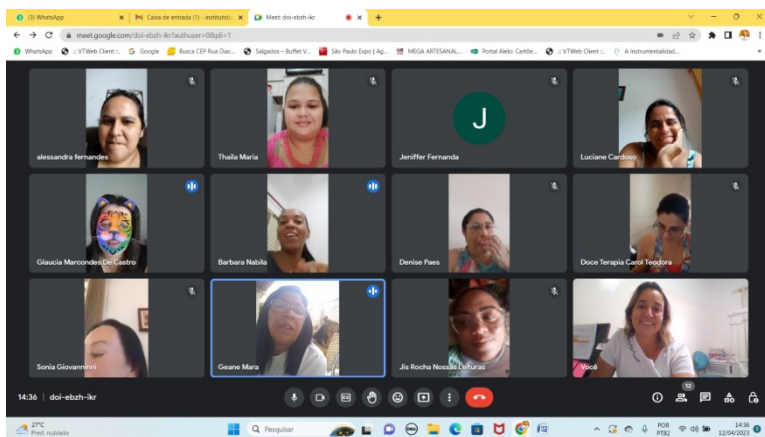 (3) WhatsApp
Caixa de entrada (1) - institutolu
Meet: doi-ebzh-ikr
meet.google.com/doi-ebzh-ikr?authuser=0&pli=1
WhatsApp
:: VTWeb Client ::.
Google
Busca CEP Rua Diac...
Salgados – Buffet V...
São Paulo Expo | Ag...
MEGA ARTESANAL...
Portal Alelo: Cartõe...
:: VTWeb Client ::.
A Instrumentalidad...
alessandra fernandes
Thaila Maria
J
Jeniffer Fernanda
Luciane Cardoso
Glaucia Marcondes De Castro
Barbara Nabila
Denise Paes
Doce Terapia Carol Teodora
Sonia Giovanninni
Geane Mara
Jis Rocha Nossas Leituras
Você
14:36 | doi-ebzh-ikr
12
27°C
Pred. nublado
Pesquisar
POR
PTB2
14:36
12/04/2023